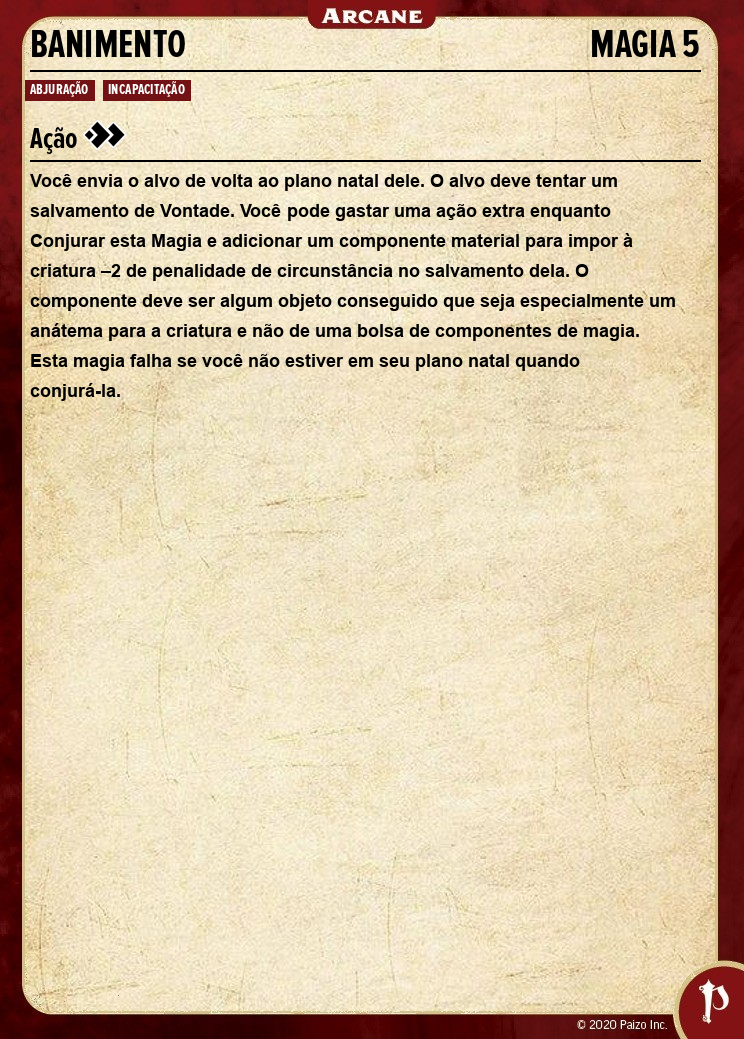 ARCANE
BANIMENTO MAGIA 5
ABJURAÇÃO INCAPACITAÇÃO
Ação
Você envia o alvo de volta ao plano natal dele. O alvo deve tentar um
salvamento de Vontade. Você pode gastar uma ação extra enquanto
Conjurar esta Magia e adicionar um componente material para impor à
criatura –2 de penalidade de circunstância no salvamento dela. O
componente deve ser algum objeto conseguido que seja especialmente um
anátema para a criatura e não de uma bolsa de componentes de magia.
Esta magia falha se você não estiver em seu plano natal quando
conjurá-la.
© 2020 Paizo Inc.